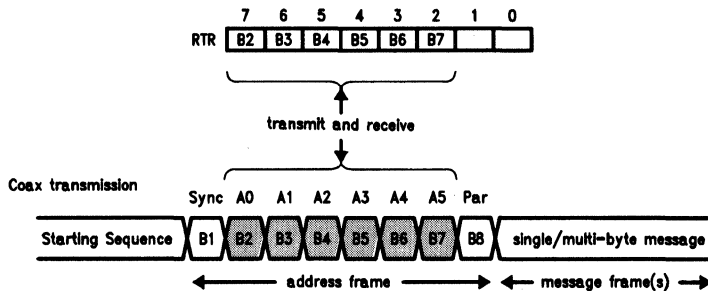 7 6 5 4 3 2 1 0
RTR B2 B3 B4 B5 B6 B7
transmit and receive
Coax transmission
Sync A0 A1 A2 A3 A4 A5 Par
Starting Sequence B1 B2 B3 B4 B5 B6 B7 B8 single/multi-byte message
address frame message frame(s)